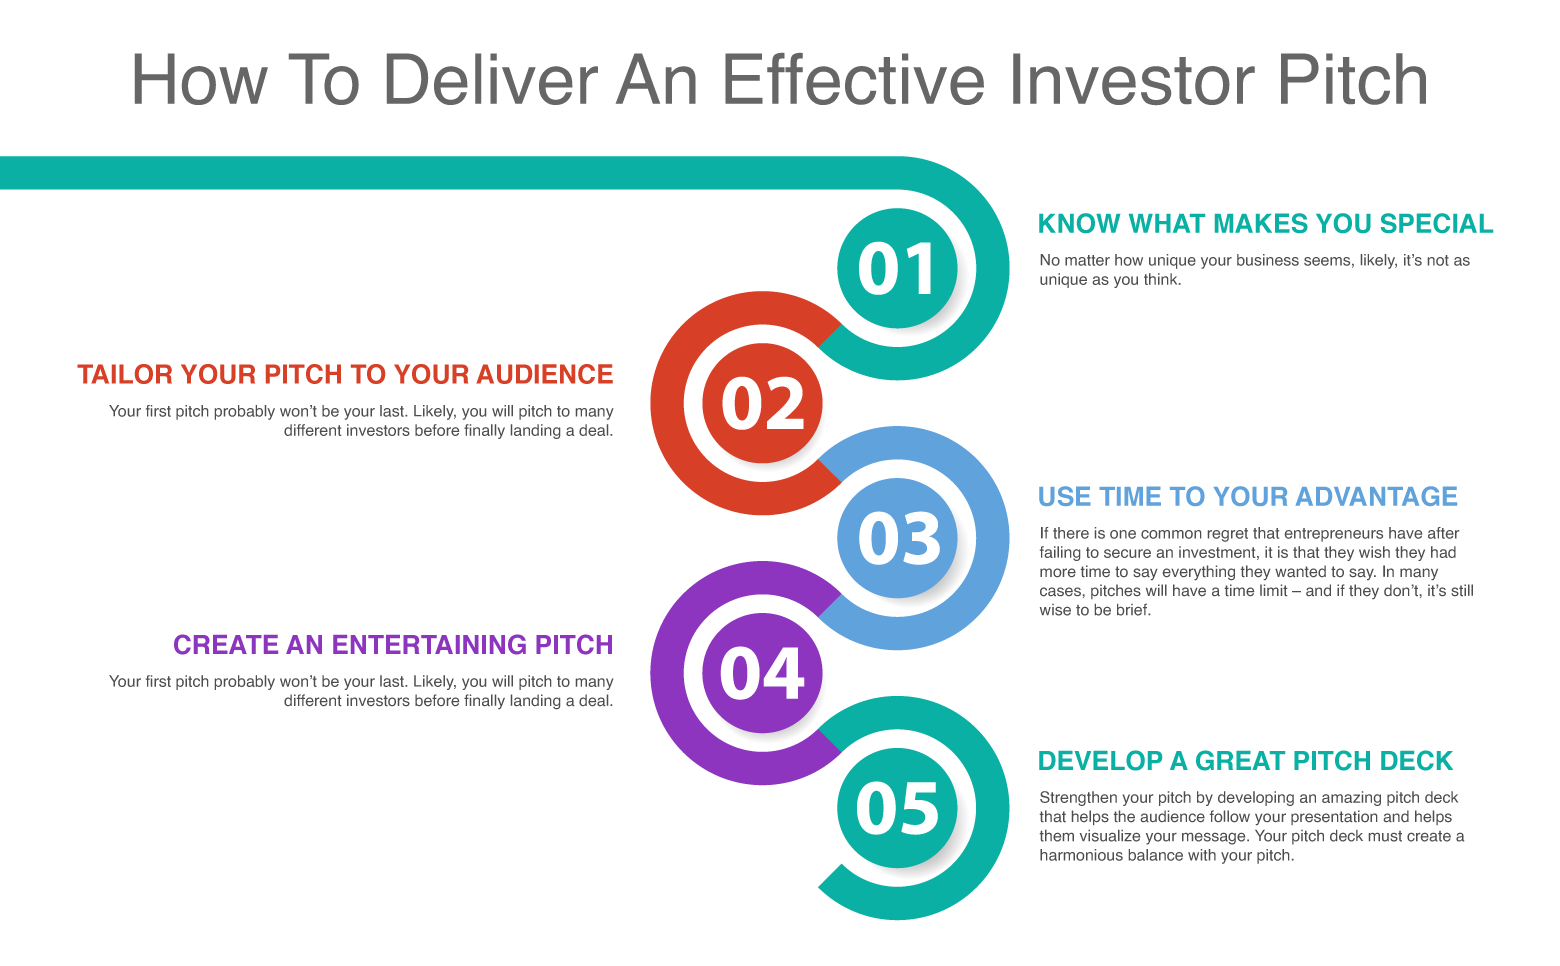 How To Deliver An Effective Investor Pitch
01
KNOW WHAT MAKES YOU SPECIAL
No matter how unique your business seems, likely, it’s not as
unique as you think.
02
TAILOR YOUR PITCH TO YOUR AUDIENCE
Your first pitch probably won’t be your last. Likely, you will pitch to many
different investors before finally landing a deal.
03
USE TIME TO YOUR ADVANTAGE
If there is one common regret that entrepreneurs have after
failing to secure an investment, it is that they wish they had
more time to say everything they wanted to say. In many
cases, pitches will have a time limit – and if they don’t, it’s still
wise to be brief.
04
CREATE AN ENTERTAINING PITCH
Your first pitch probably won’t be your last. Likely, you will pitch to many
different investors before finally landing a deal.
05
DEVELOP A GREAT PITCH DECK
Strengthen your pitch by developing an amazing pitch deck
that helps the audience follow your presentation and helps
them visualize your message. Your pitch deck must create a
harmonious balance with your pitch.